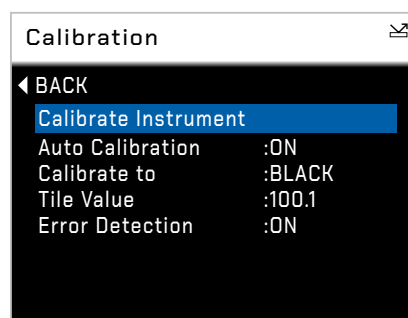 Calibration
BACK
Calibrate Instrument
Auto Calibration :ON
Calibrate to :BLACK
Tile Value :100.1
Error Detection :ON